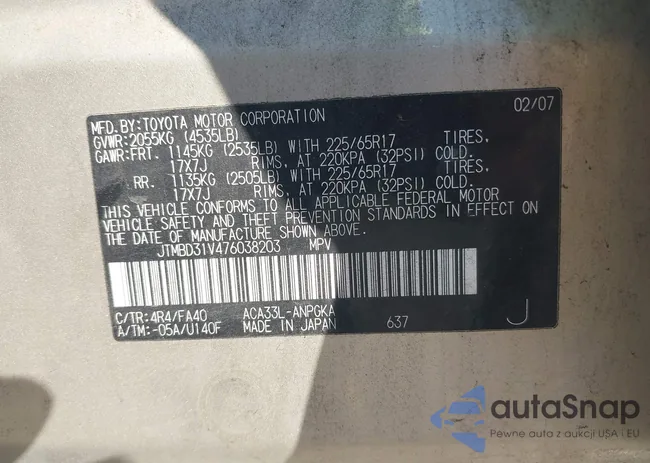 MFD.BY:TOYOTA MOTOR CORPORATION 02/07
GVWR:2055KG (4535LB)
GAWR:FRT. 1145KG (2535LB) WITH 225/65R17 TIRES,
17X7J RIMS, AT 220KPA (32PSI) COLD.
RR. 1135KG (2505LB) WITH 225/65R17 TIRES,
17X7J RIMS, AT 220KPA (32PSI) COLD.
THIS VEHICLE CONFORMS TO ALL APPLICABLE FEDERAL MOTOR
VEHICLE SAFETY AND THEFT PREVENTION STANDARDS IN EFFECT ON
THE DATE OF MANUFACTURE SHOWN ABOVE.
JTMBD31V476038203 MPV
C/TR:4R4/FA40 ACA33L-ANPGKA
A/TM:-05A/U140F MADE IN JAPAN 637 J
autaSnap
Pewne auta z aukcji USA i EU